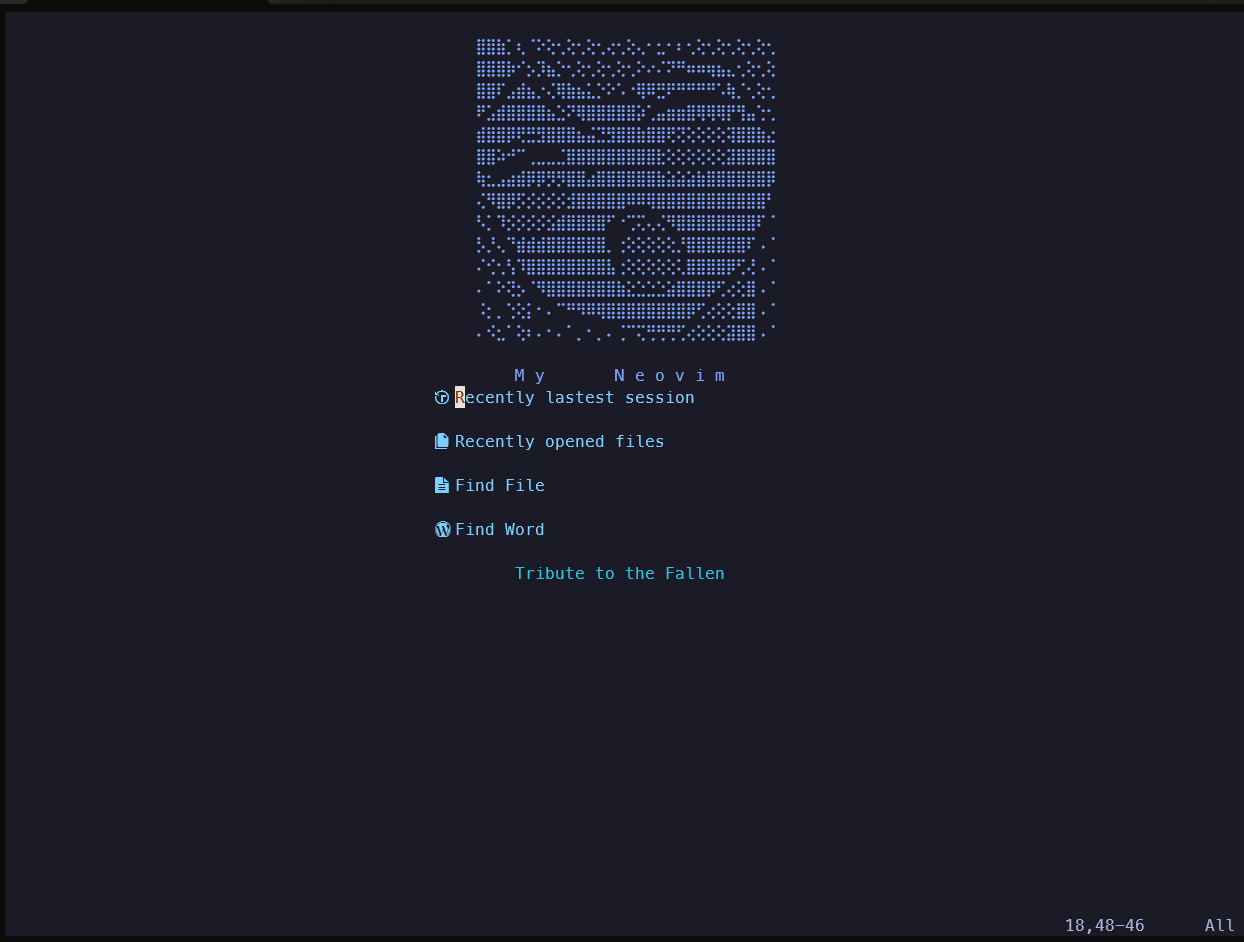 M y  N e o v i m
Recently lastest session
Recently opened files
Find File
Find Word
Tribute to the Fallen
18,48-46 All